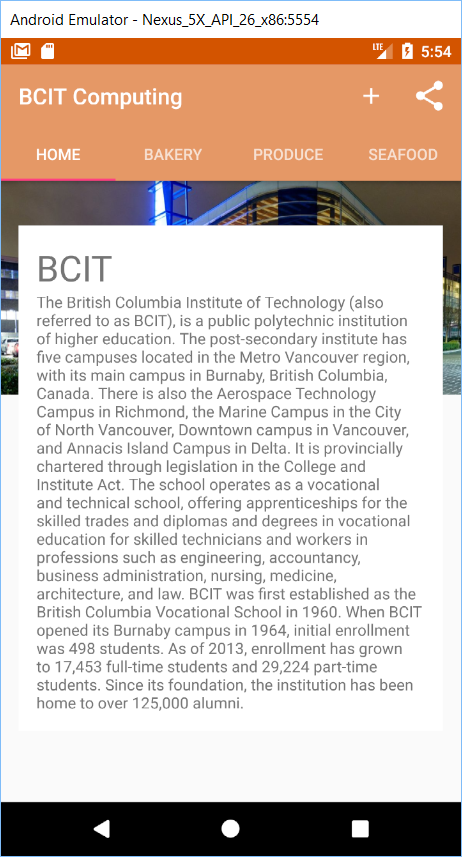 Android Emulator - Nexus_5X_API_26_x86:5554
LTE 5:54
BCIT Computing
HOME BAKERY PRODUCE SEAFOOD
BCIT
The British Columbia Institute of Technology (also
referred to as BCIT), is a public polytechnic institution
of higher education. The post-secondary institute has
five campuses located in the Metro Vancouver region,
with its main campus in Burnaby, British Columbia,
Canada. There is also the Aerospace Technology
Campus in Richmond, the Marine Campus in the City
of North Vancouver, Downtown campus in Vancouver,
and Annacis Island Campus in Delta. It is provincially
chartered through legislation in the College and
Institute Act. The school operates as a vocational
and technical school, offering apprenticeships for the
skilled trades and diplomas and degrees in vocational
education for skilled technicians and workers in
professions such as engineering, accountancy,
business administration, nursing, medicine,
architecture, and law. BCIT was first established as the
British Columbia Vocational School in 1960. When BCIT
opened its Burnaby campus in 1964, initial enrollment
was 498 students. As of 2013, enrollment has grown
to 17,453 full-time students and 29,224 part-time
students. Since its foundation, the institution has been
home to over 125,000 alumni.